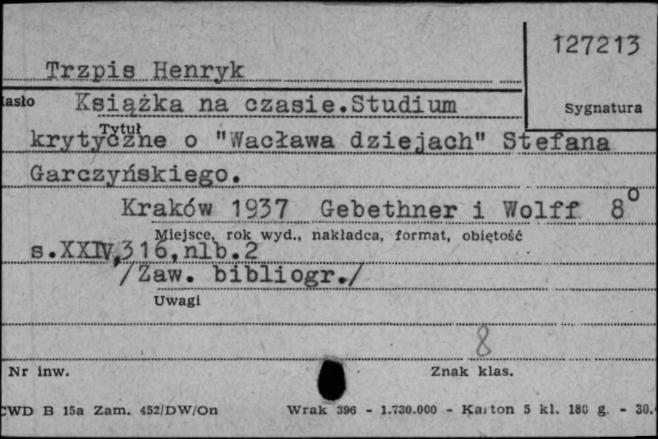 127213
Trzpis Henryk
asło Książka na czasie.Studium
Sygnatura
Tytuł
krytyczne o "Wacława dziejach" Stefana
Garczyńskiego.
Kraków 1937 Gebethner i Wolff 8°
Miejsce, rok wyd., nakładca, format, objętość
s.XXIV,316,nlb.2
/Zaw. bibliogr./
Uwagi
8
Nr inw.
Znak klas.
CWD B 15a Zam. 452/DW/On Wrak 396 - 1.730.000 - Karton 5 kl. 180 g. - 30.